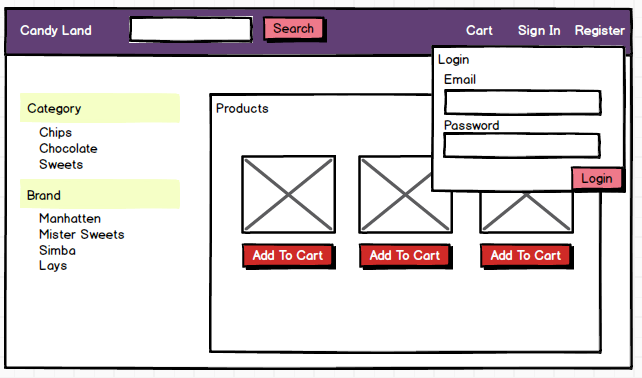 Candy Land
Search
Cart
Sign In
Register
Login
Email
Password
Login
Category
Chips
Chocolate
Sweets
Brand
Manhatten
Mister Sweets
Simba
Lays
Products
Add To Cart
Add To Cart
Add To Cart